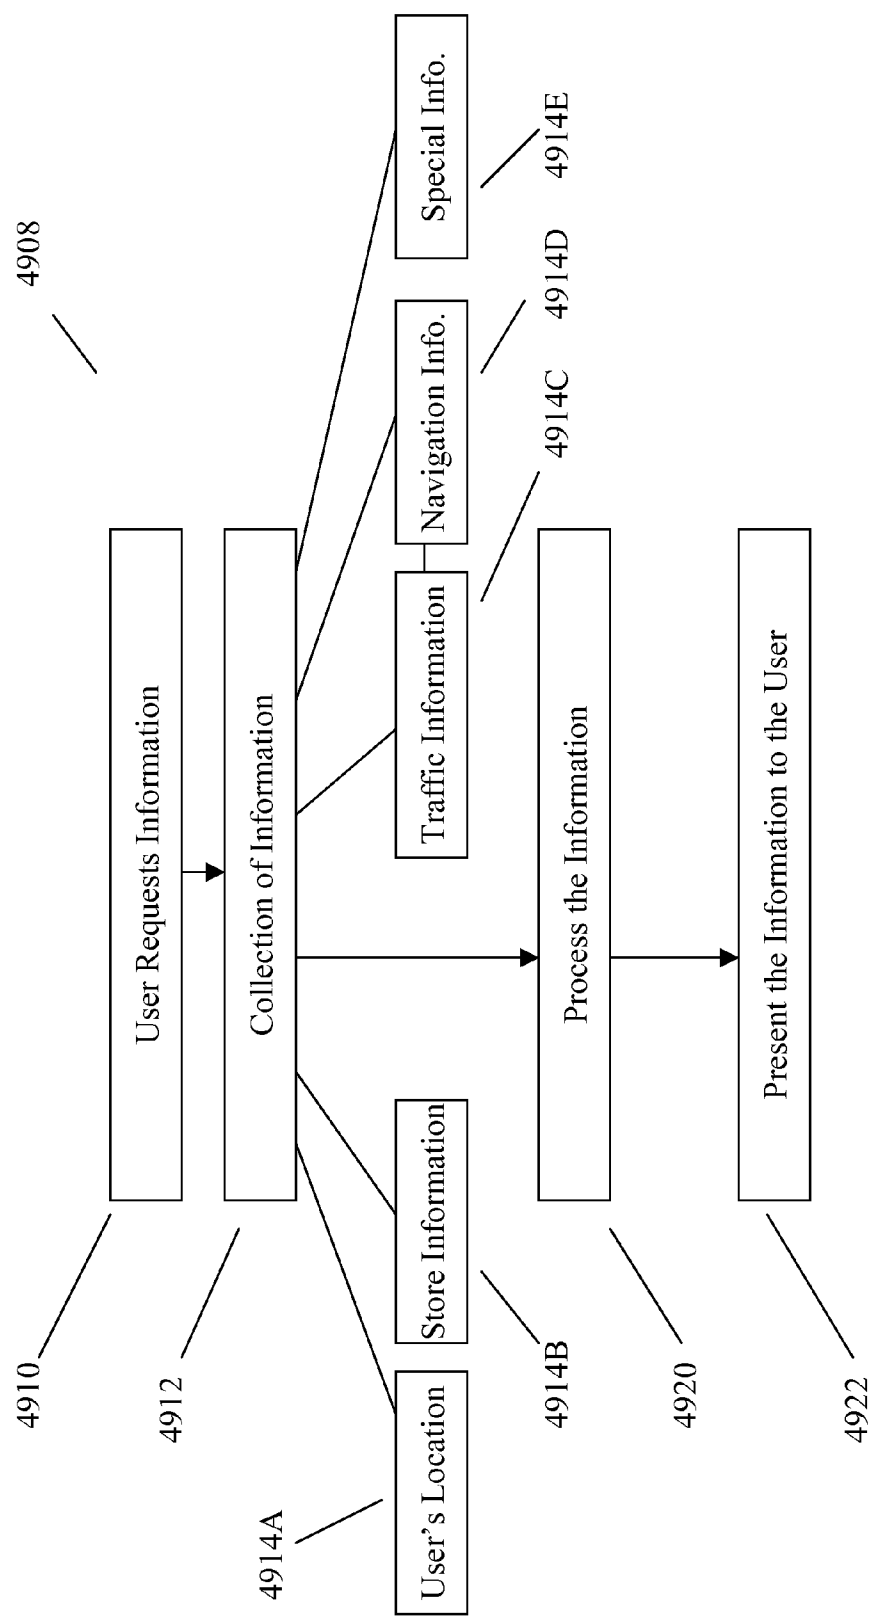 4908
4910
User Requests Information
4912
Collection of Information
4914A
User's Location
Store Information
Traffic Information
Navigation Info.
Special Info.
4914B
4914C
4914D
4914E
4920
Process the Information
4922
Present the Information to the User